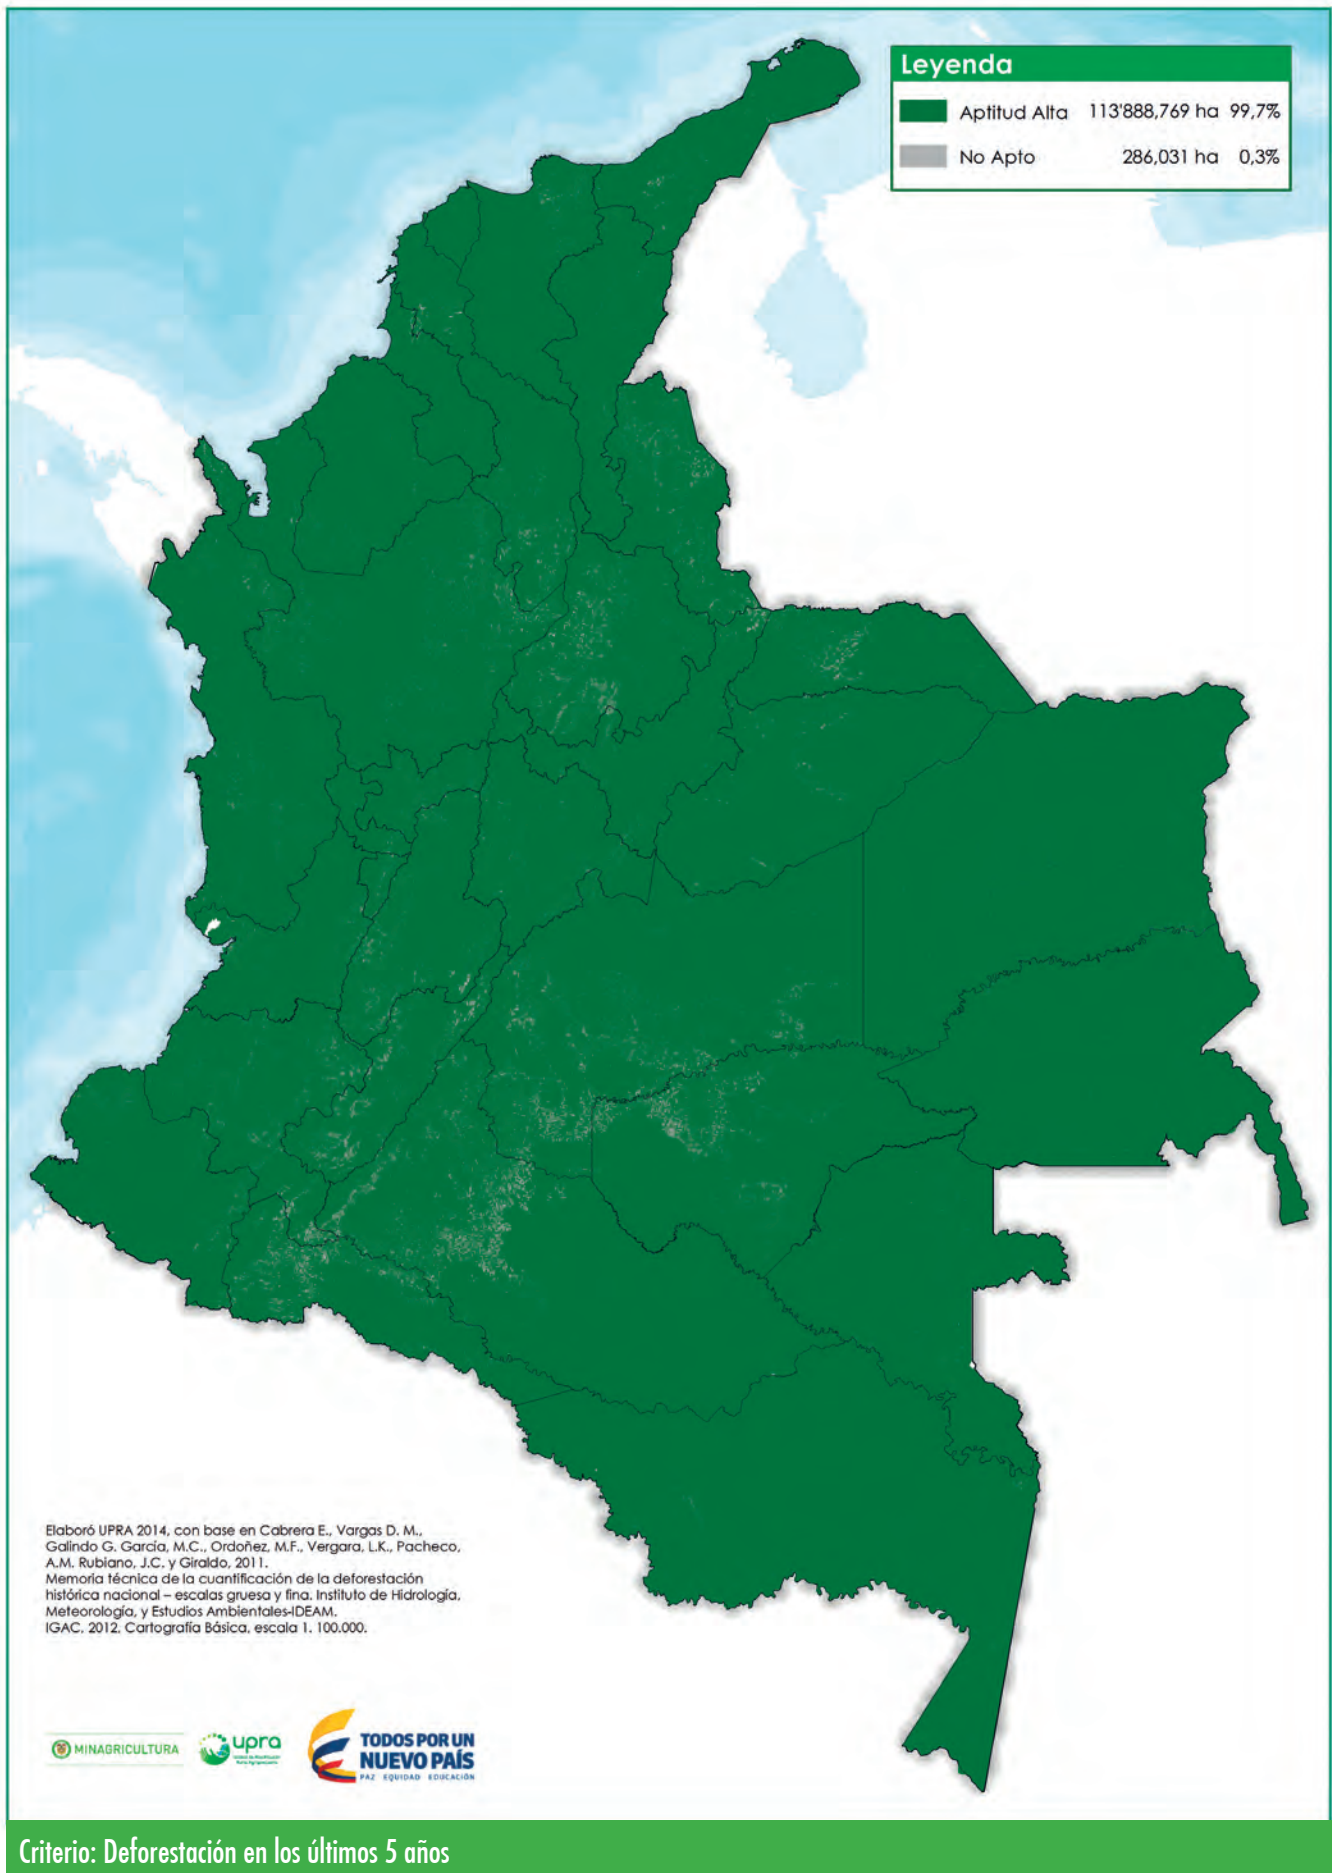 Leyenda
Aptitud Alta 113'888,769 ha 99,7%
No Apto 286,031 ha 0,3%
Elaboró UPRA 2014, con base en Cabrera E., Vargas D. M.,
Galindo G. García, M.C., Ordoñez, M.F., Vergara, L.K., Pacheco,
A.M. Rubiano, J.C. y Giraldo, 2011.
Memoria técnica de la cuantificación de la deforestación
histórica nacional – escalas gruesa y fina. Instituto de Hidrología,
Meteorología, y Estudios Ambientales-IDEAM.
IGAC, 2012. Cartografía Básica, escala 1. 100.000.
MINAGRICULTURA
upra
TODOS POR UN
NUEVO PAÍS
PAZ EQUIDAD EDUCACIÓN
Criterio: Deforestación en los últimos 5 años